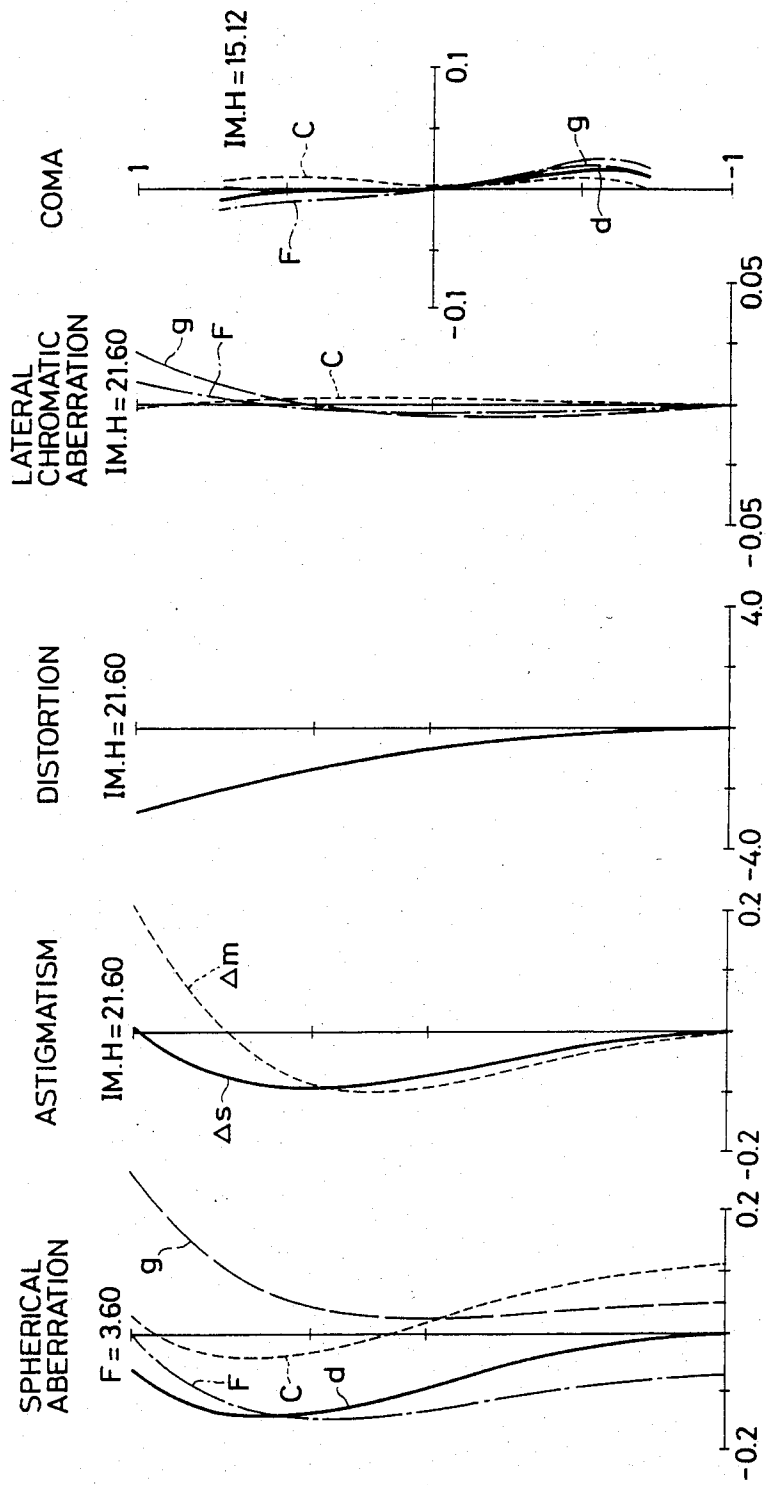 SPHERICAL
ABERRATION
F = 3.60
g
F
C
d
-0.2
0.2
ASTIGMATISM
IM.H = 21.60
Δs
Δm
-0.2
0.2
DISTORTION
IM.H = 21.60
-4.0
4.0
LATERAL
CHROMATIC
ABERRATION
IM.H = 21.60
g
F
C
-0.05
0.05
COMA
IM.H = 15.12
1
C
F
-0.1
0.1
g
d
-1